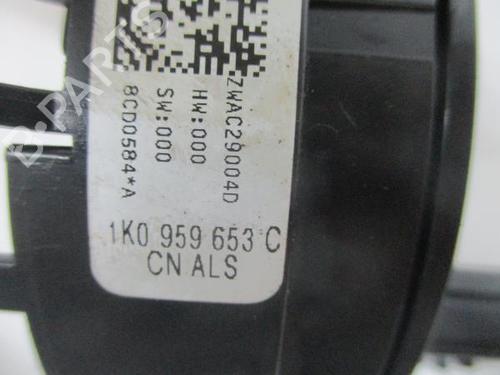 ZWAC29004D
HW:000
SW:000
8CD0584*A
1K0 959 653 C
CN ALS
B-PARTS